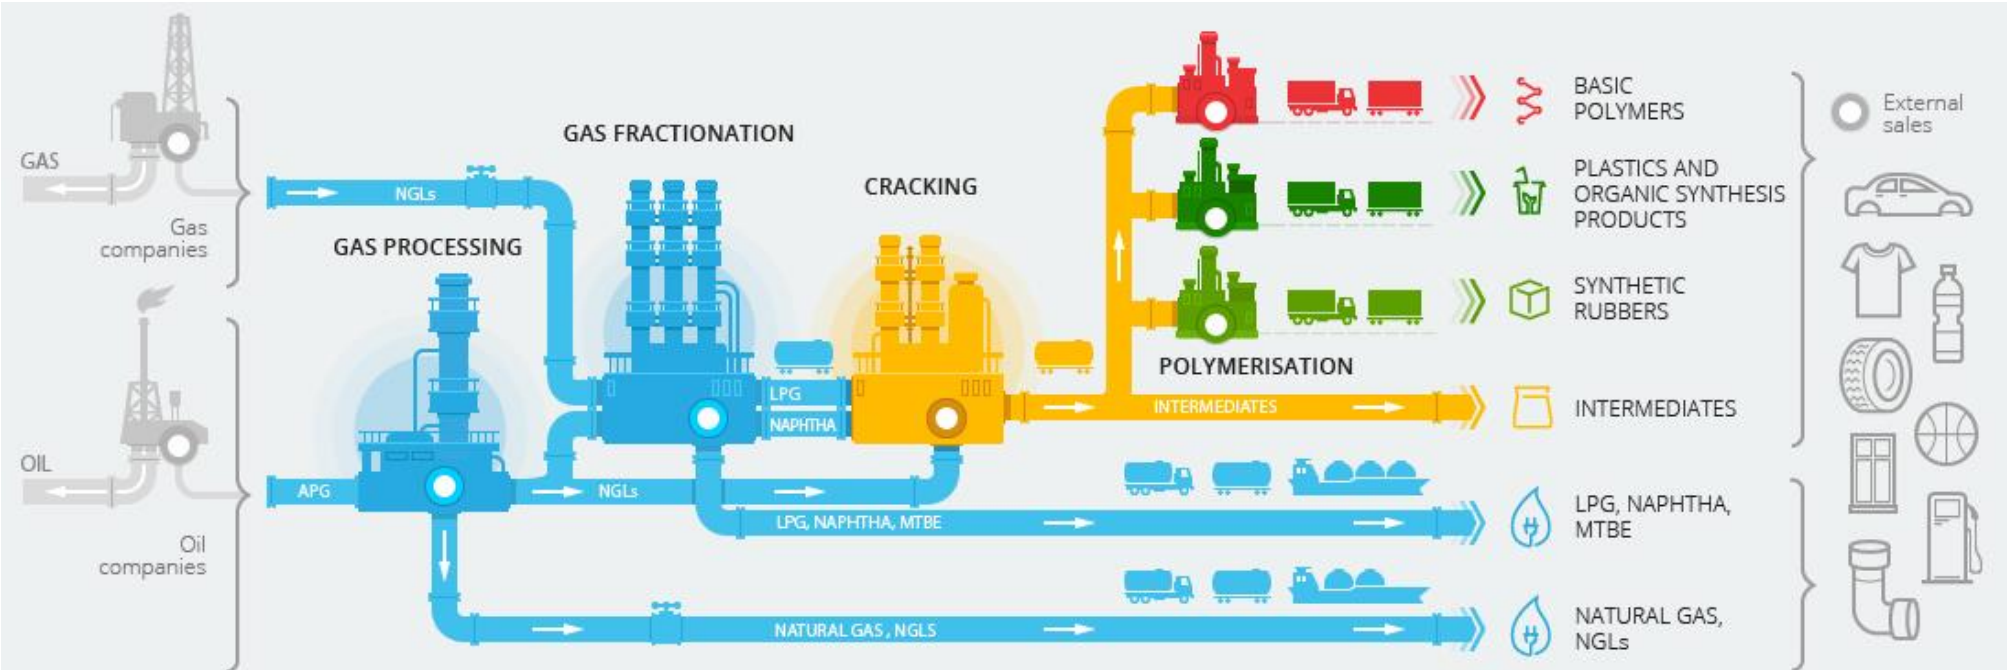 GAS
Gas
companies
OIL
Oil
companies
NGLs
GAS PROCESSING
APG
NGLs
GAS FRACTIONATION
LPG
NAPHTHA
CRACKING
LPG, NAPHTHA, MTBE
NATURAL GAS, NGLS
POLYMERISATION
INTERMEDIATES
BASIC
POLYMERS
PLASTICS AND
ORGANIC SYNTHESIS
PRODUCTS
SYNTHETIC
RUBBERS
INTERMEDIATES
LPG, NAPHTHA,
MTBE
NATURAL GAS,
NGLs
External
sales